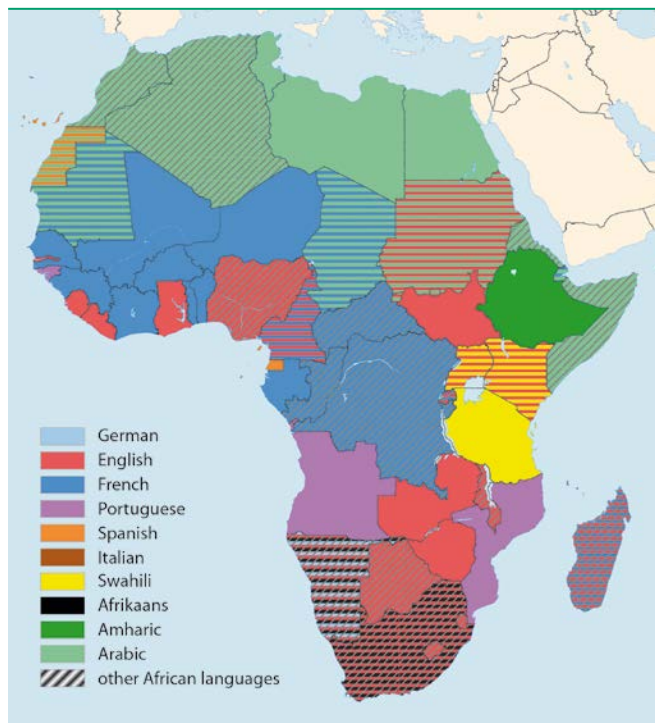 German
English
French
Portuguese
Spanish
Italian
Swahili
Afrikaans
Amharic
Arabic
other African languages